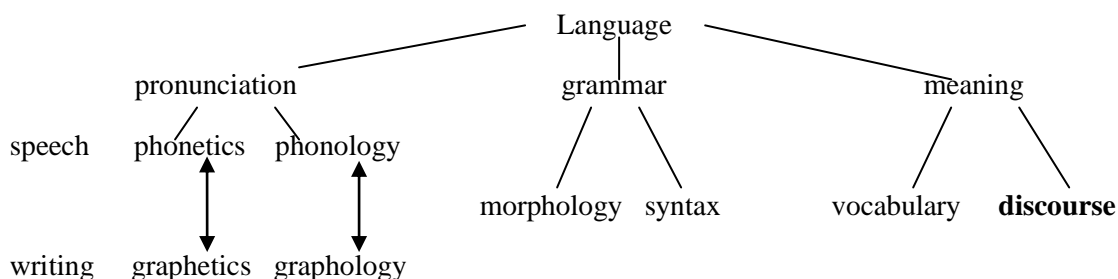 Language
pronunciation grammar meaning
speech phonetics phonology
morphology syntax vocabulary discourse
writing graphetics graphology